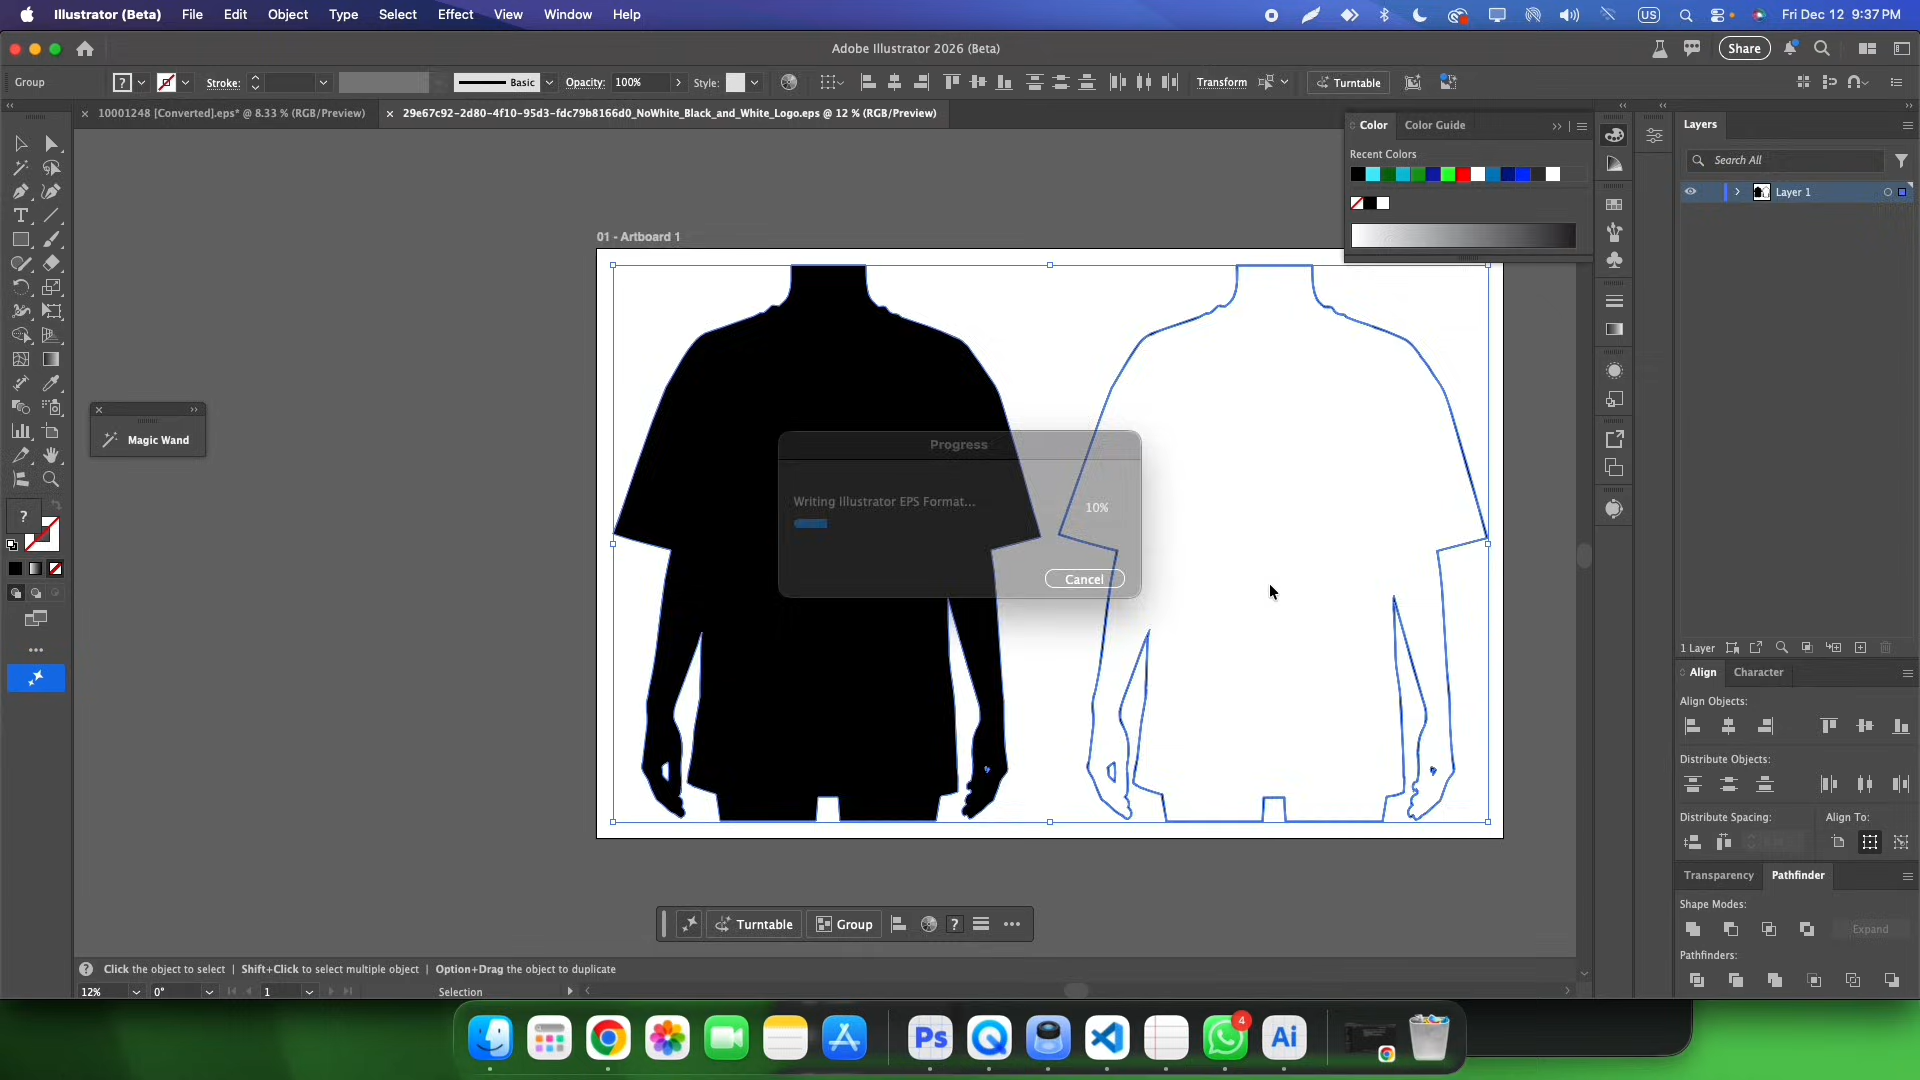 Illustrator (Beta) File Edit Object Type Select Effect View Window Help US Fri Dec 12 9:37 PM
Adobe Illustrator 2026 (Beta) Share
Group ? Stroke: Basic Opacity: 100% Style: Transform Turntable
10001248 [Converted].eps* @ 8.33 % (RGB/Preview) 29e67c92-2d80-4f10-95d3-fdc79b8166d0_NoWhite_Black_and_White_Logo.eps @ 12 % (RGB/Preview)
Color Color Guide
Recent Colors
Layers
Search All
Layer 1
01 - Artboard 1
Magic Wand
Progress
Writing Illustrator EPS Format...
10%
Cancel
?
1 Layer
Align Character
Align Objects:
Distribute Objects:
Distribute Spacing: Align To:
Transparency Pathfinder
Shape Modes:
Expand
Pathfinders:
Turntable Group ?
? Click the object to select | Shift+Click to select multiple object | Option+Drag the object to duplicate
12% 0° 1 Selection
Ps 4 Ai